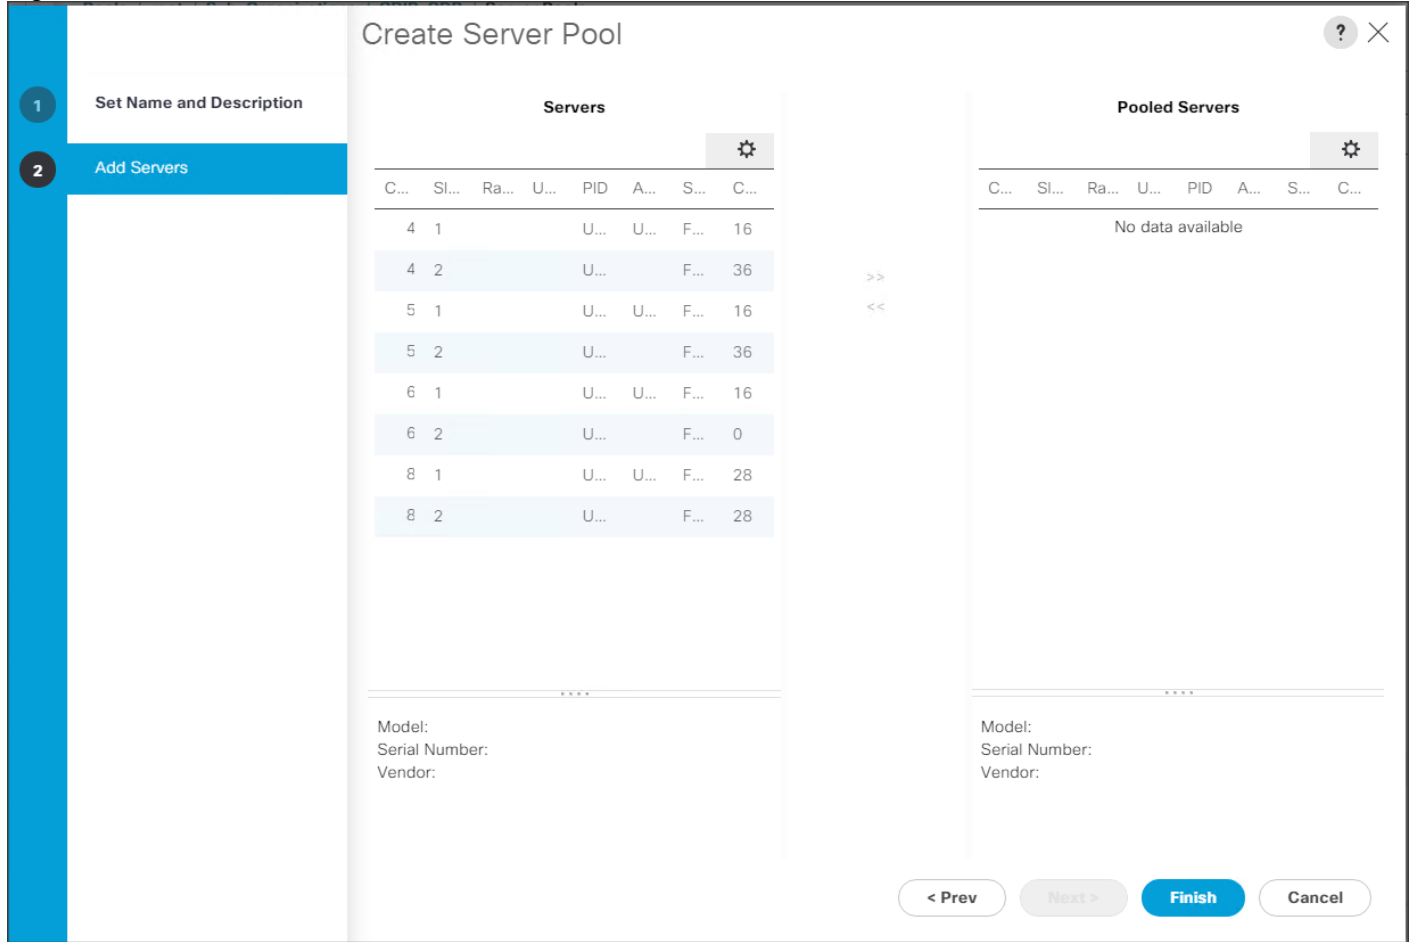 Create Server Pool
?
1 Set Name and Description
2 Add Servers
Servers
C... Sl... Ra... U... PID A... S... C...
4 1 U... U... F... 16
4 2 U... F... 36
5 1 U... U... F... 16
5 2 U... F... 36
6 1 U... U... F... 16
6 2 U... F... 0
8 1 U... U... F... 28
8 2 U... F... 28
Model:
Serial Number:
Vendor:
>>
<<
Pooled Servers
C... Sl... Ra... U... PID A... S... C...
No data available
Model:
Serial Number:
Vendor:
< Prev Next > Finish Cancel